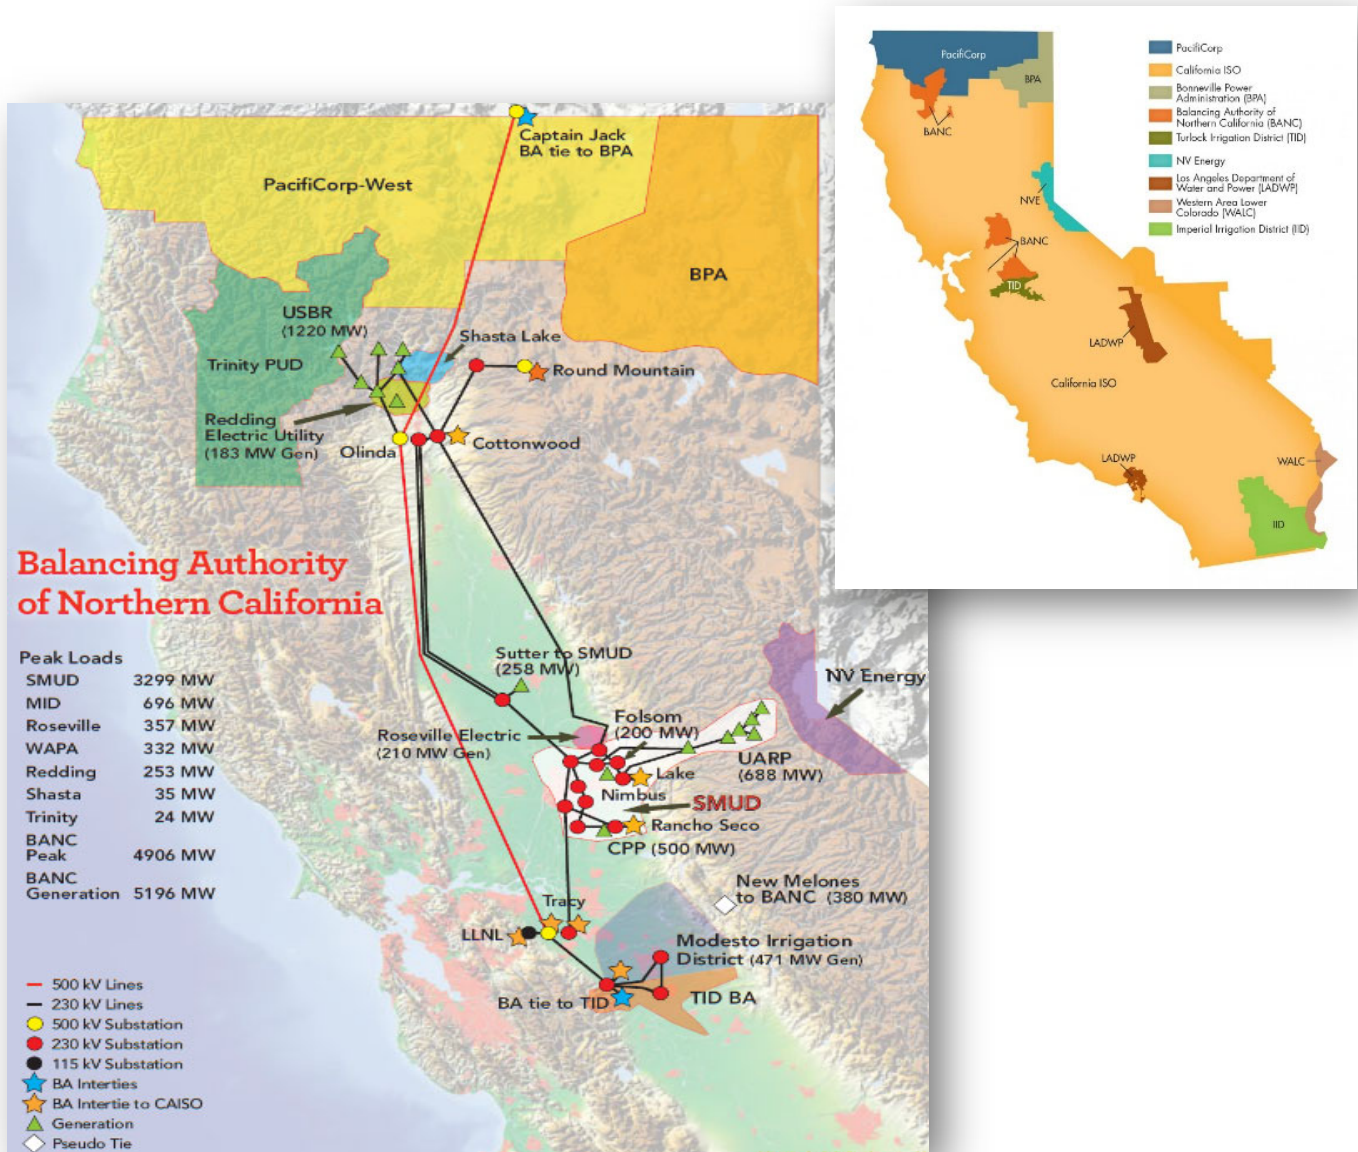 Captain Jack
BA tie to BPA
PacifiCorp-West
BPA
USBR
(1220 MW)
Shasta Lake
Trinity PUD
Round Mountain
Redding
Electric Utility
(183 MW Gen)
Olinda
Cottonwood
Balancing Authority
of Northern California
Peak Loads
SMUD 3299 MW
MID 696 MW
Roseville 357 MW
WAPA 332 MW
Redding 253 MW
Shasta 35 MW
Trinity 24 MW
BANC
Peak 4906 MW
BANC
Generation 5196 MW
Sutter to SMUD
(258 MW)
NV Energy
Roseville Electric
(210 MW Gen)
Folsom
(200 MW)
UARP
(688 MW)
Lake
Nimbus
SMUD
Rancho Seco
CPP (500 MW)
New Melones
to BANC (380 MW)
Tracy
LLNL
Modesto Irrigation
District (471 MW Gen)
BA tie to TID
TID BA
500 kV Lines
230 kV Lines
500 kV Substation
230 kV Substation
115 kV Substation
BA Interties
BA Intertie to CAISO
Generation
Pseudo Tie
PacifiCorp
BPA
BANC
NVE
BANC
TID
LADWP
California ISO
LADWP
WALC
IID
PacifiCorp
California ISO
Bonneville Power
Administration (BPA)
Balancing Authority of
Northern California (BANC)
Turlock Irrigation District (TID)
NV Energy
Los Angeles Department of
Water and Power (LADWP)
Western Area Lower
Colorado (WALC)
Imperial Irrigation District (IID)